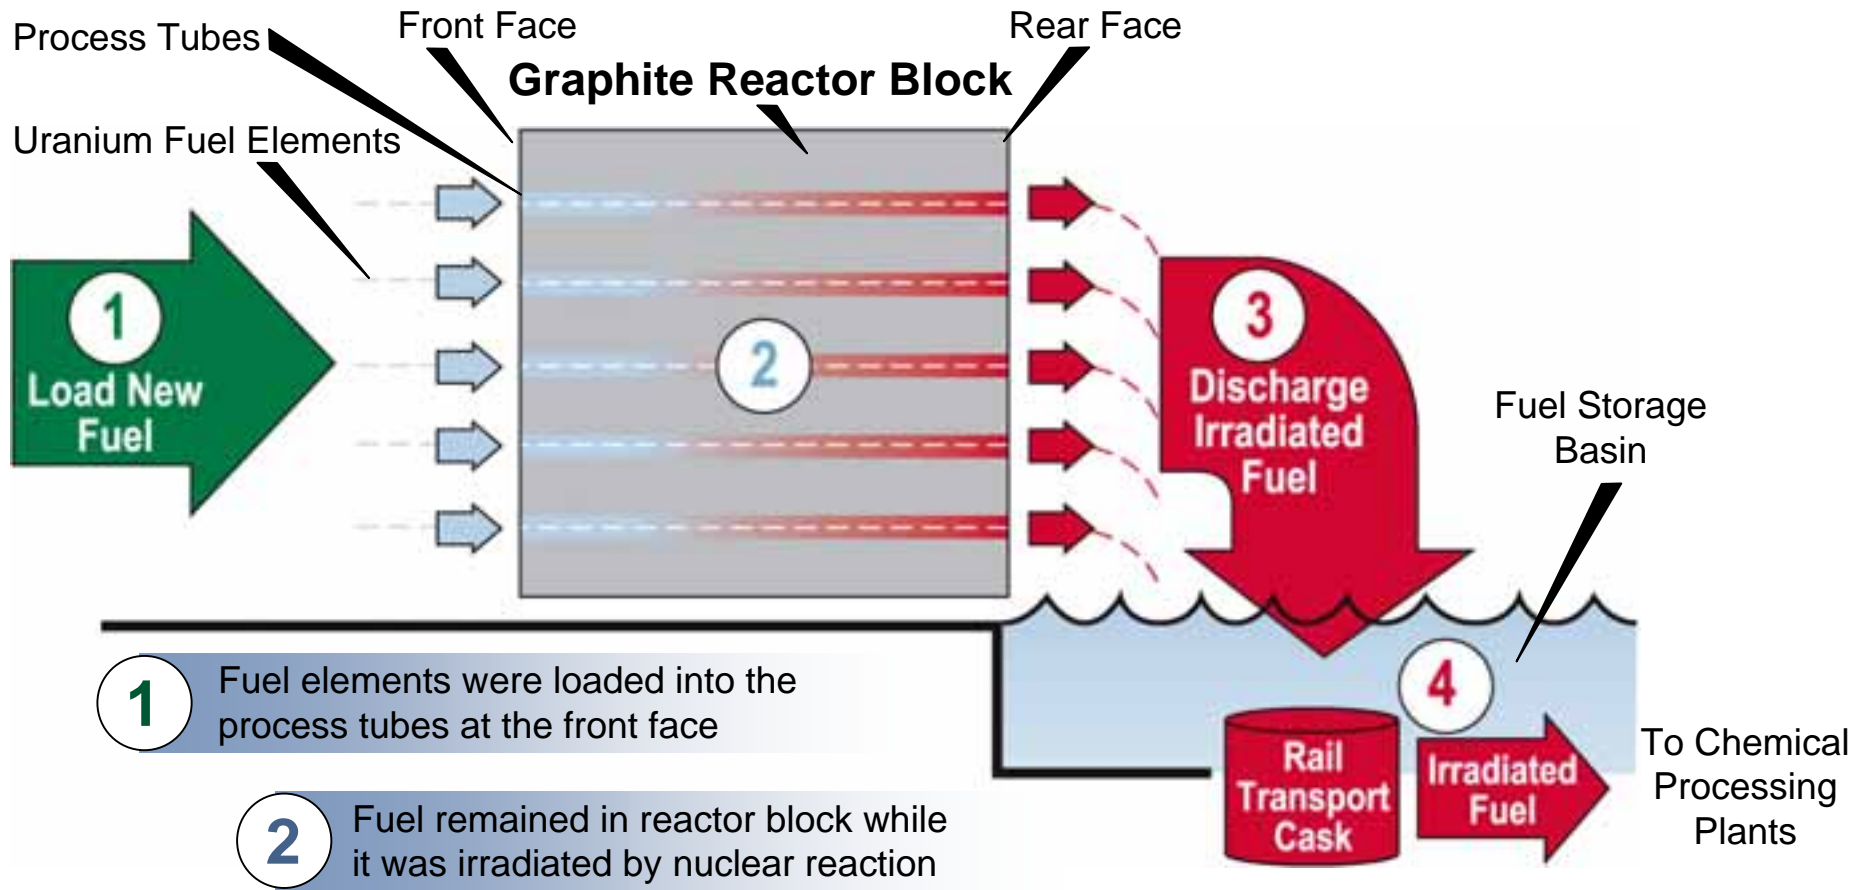 Process Tubes
Front Face
Rear Face
Graphite Reactor Block
Uranium Fuel Elements
1
Load New
Fuel
2
3
Discharge
Irradiated
Fuel
Fuel Storage
Basin
4
Rail
Transport
Cask
Irradiated
Fuel
To Chemical
Processing
Plants
1
Fuel elements were loaded into the
process tubes at the front face
2
Fuel remained in reactor block while
it was irradiated by nuclear reaction